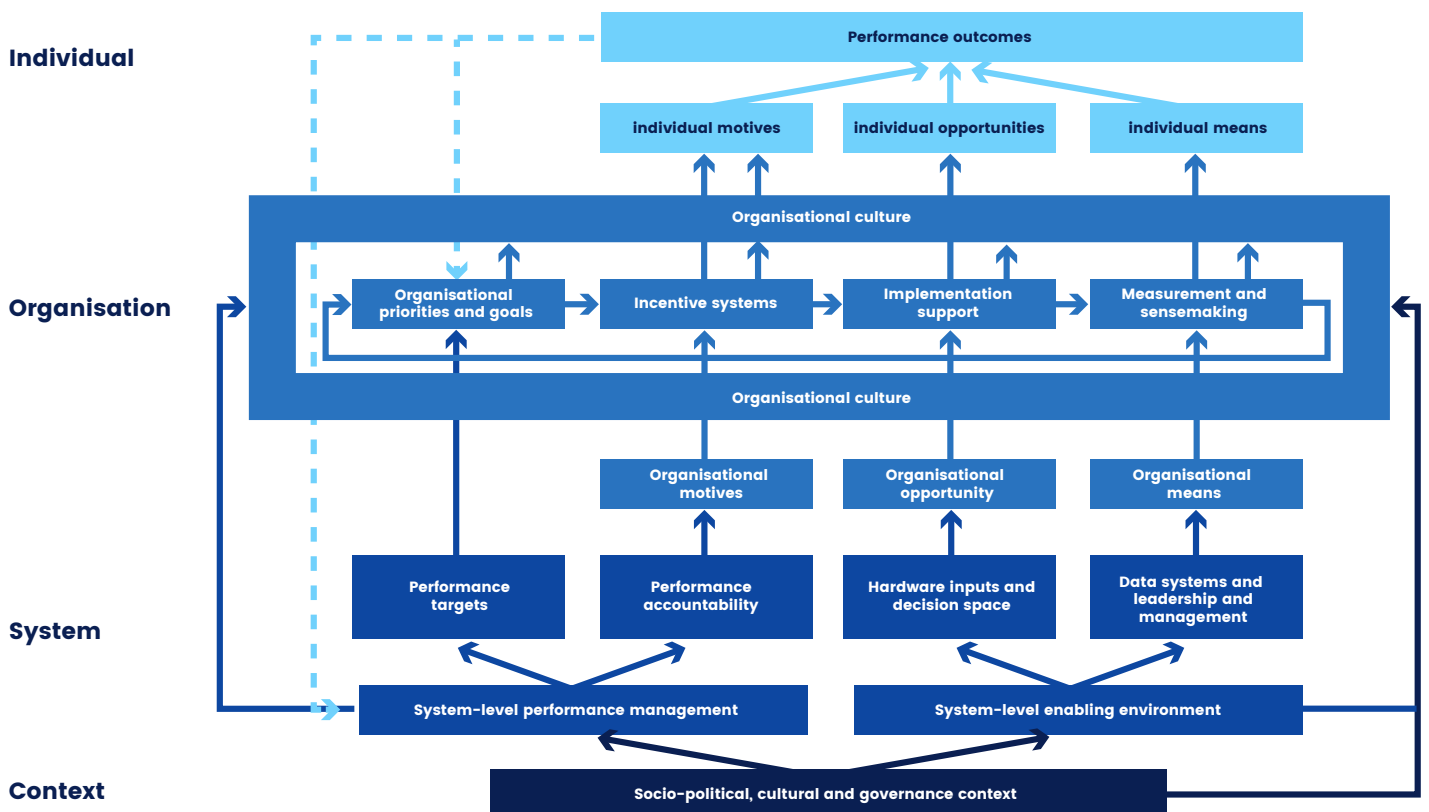 Individual
Performance outcomes
individual motives
individual opportunities
individual means
Organisational culture
Organisation
Organisational
priorities and goals
Incentive systems
Implementation
support
Measurement and
sensemaking
Organisational culture
Organisational
motives
Organisational
opportunity
Organisational
means
System
Performance
targets
Performance
accountability
Hardware inputs and
decision space
Data systems and
leadership and
management
System-level performance management
System-level enabling environment
Context
Socio-political, cultural and governance context